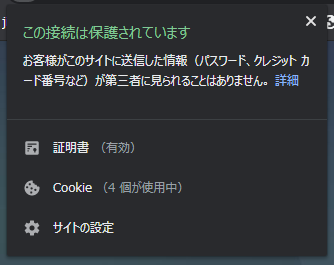 この接続は保護されています
お客様がこのサイトに送信した情報（パスワード、クレジット カ
ード番号など）が第三者に見られることはありません。 詳細
証明書 （有効）
Cookie （4 個が使用中）
サイトの設定